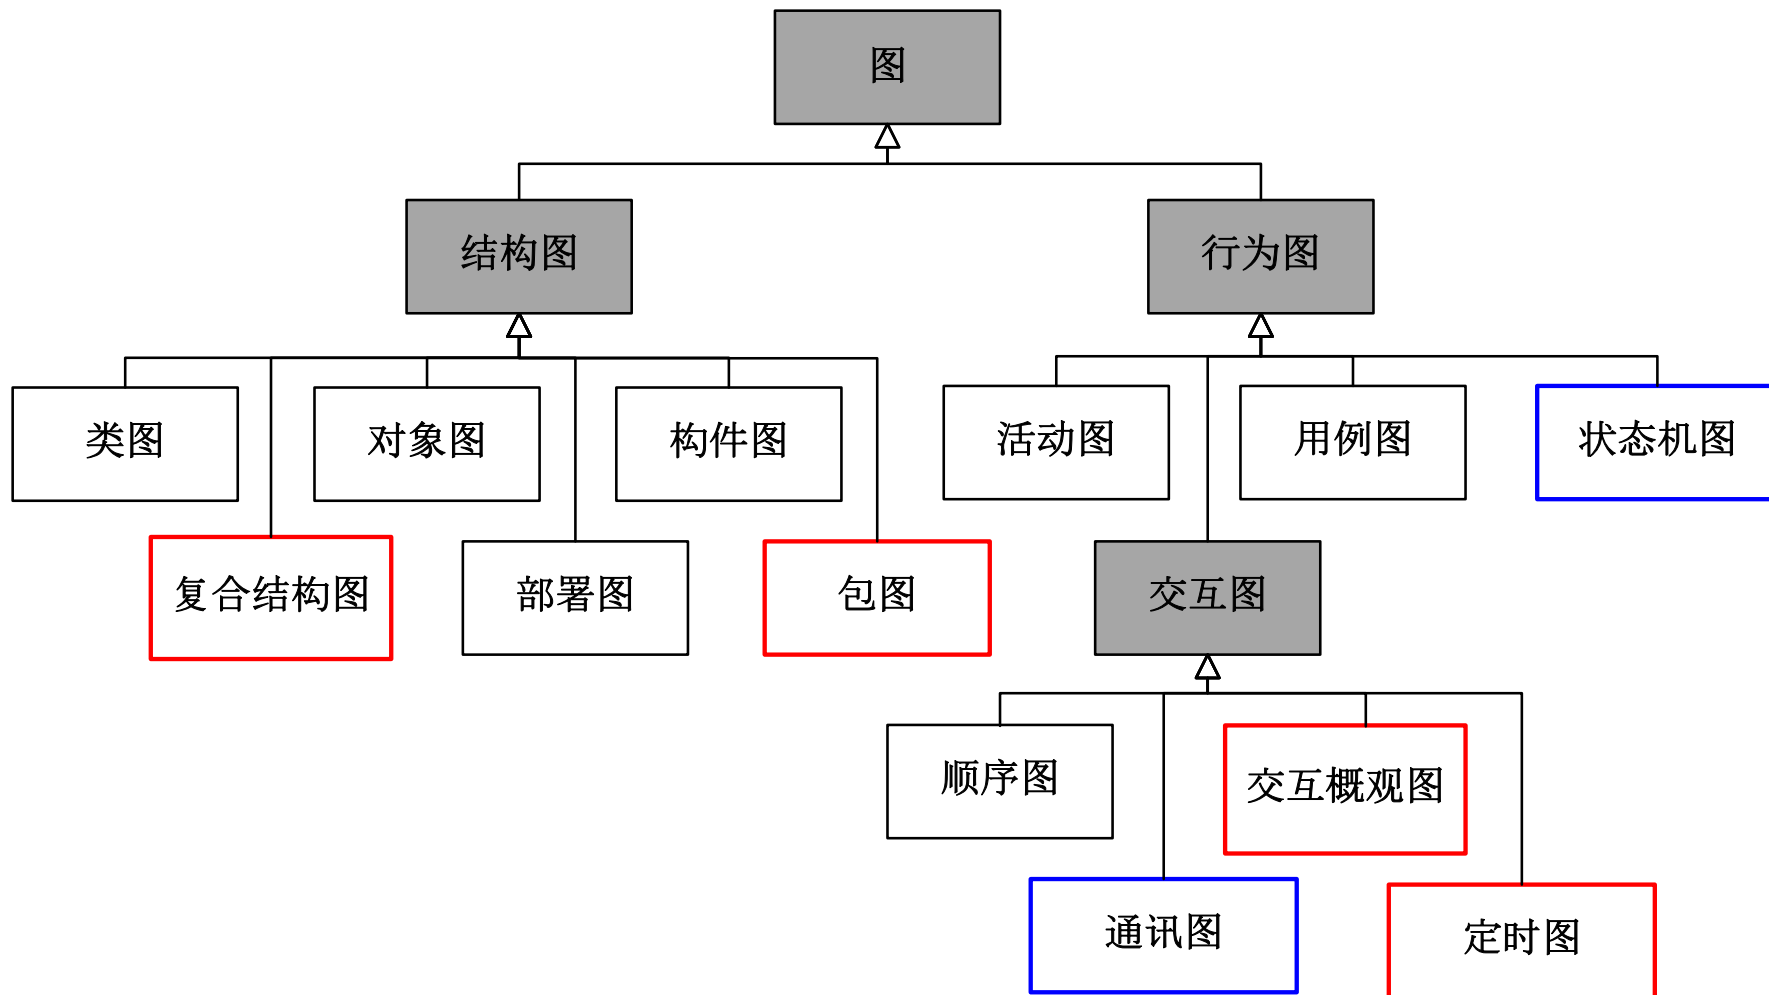 图
结构图
行为图
类图
对象图
构件图
活动图
用例图
状态机图
复合结构图
部署图
包图
交互图
顺序图
交互概观图
通讯图
定时图